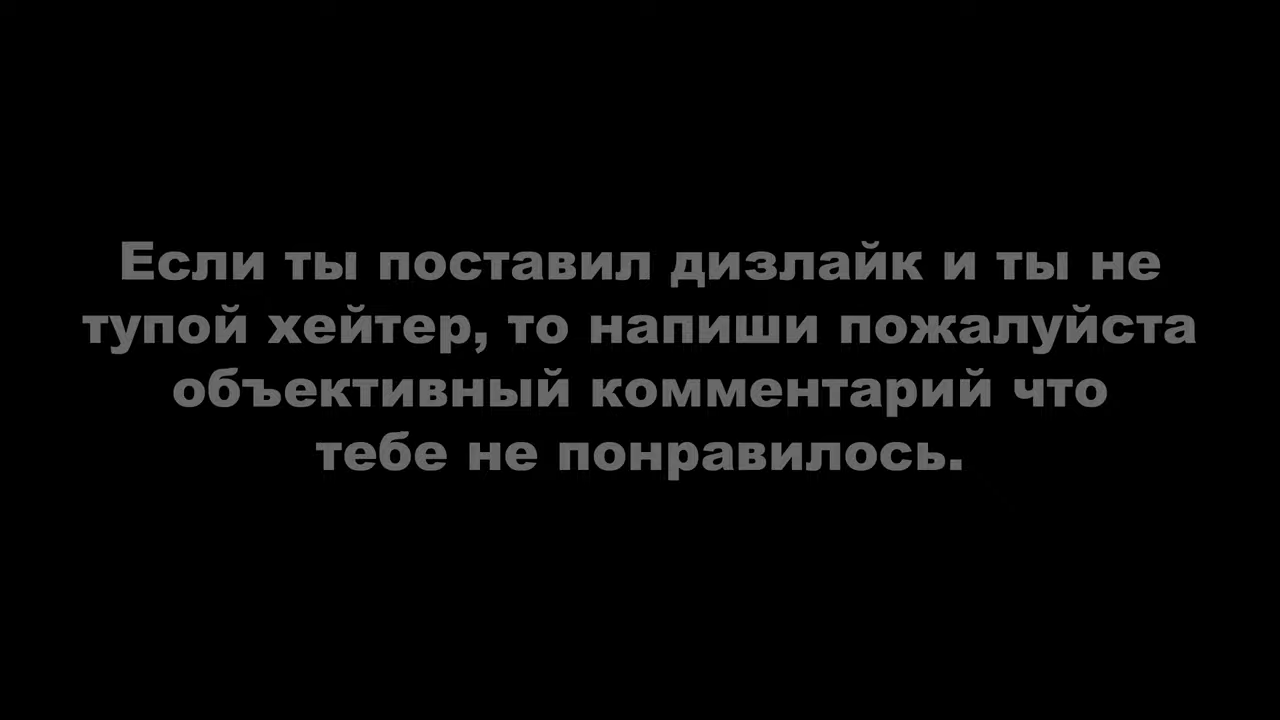 Если ты поставил дизлайк и ты не
тупой хейтер, то напиши пожалуйста
объективный комментарий что
тебе не понравилось.